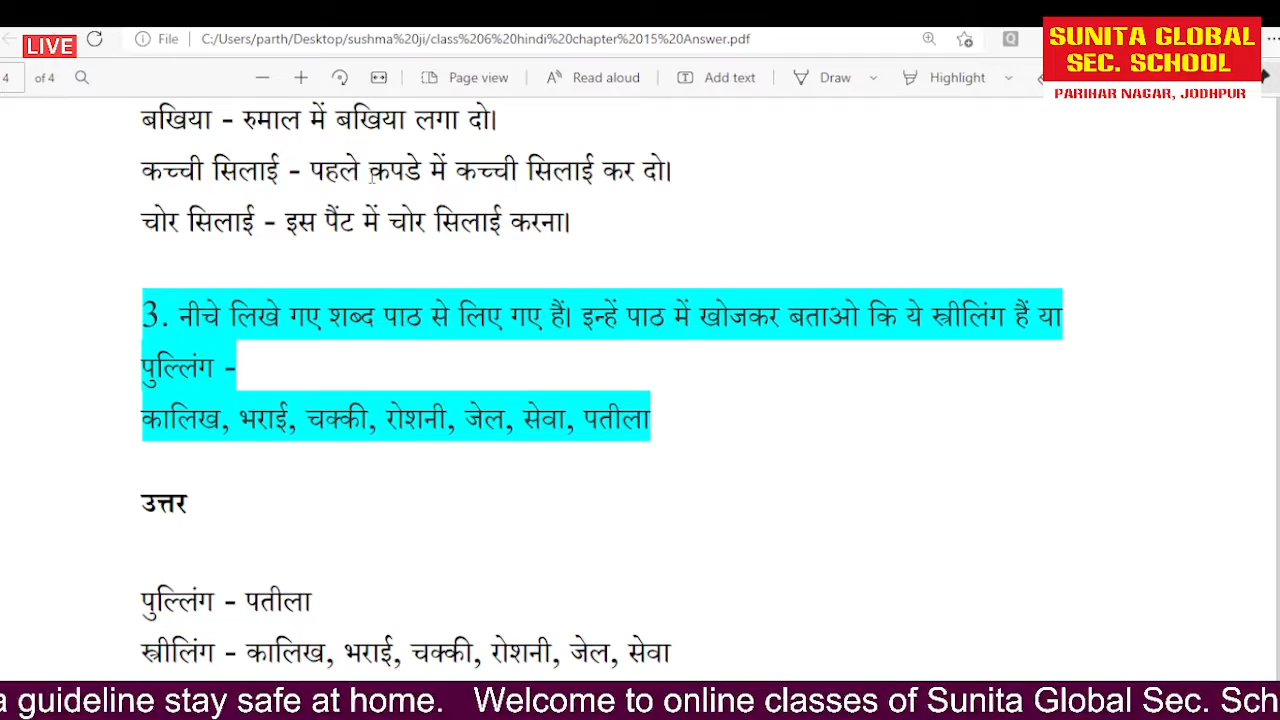 LIVE
File C:/Users/parth/Desktop/sharma%20ji/class%206%20hindi%20chapter%2015%20Answer.pdf
SUNITA GLOBAL
SEC. SCHOOL
PARIHAR NAGAR, JODHPUR
4 of 4 Page view Read aloud Add text Draw Highlight
बखिया - रुमाल में बखिया लगा दो।
कच्ची सिलाई - पहले कपडे में कच्ची सिलाई कर दो।
चोर सिलाई - इस पैंट में चोर सिलाई करना।
3. नीचे लिखे गए शब्द पाठ से लिए गए हैं। इन्हें पाठ में खोजकर बताओ कि ये स्त्रीलिंग हैं या
पुल्लिंग -
कालिख, भराई, चक्की, रोशनी, जेल, सेवा, पतीला
उत्तर
पुल्लिंग - पतीला
स्त्रीलिंग - कालिख, भराई, चक्की, रोशनी, जेल, सेवा
a guideline stay safe at home. Welcome to online classes of Sunita Global Sec. Sch